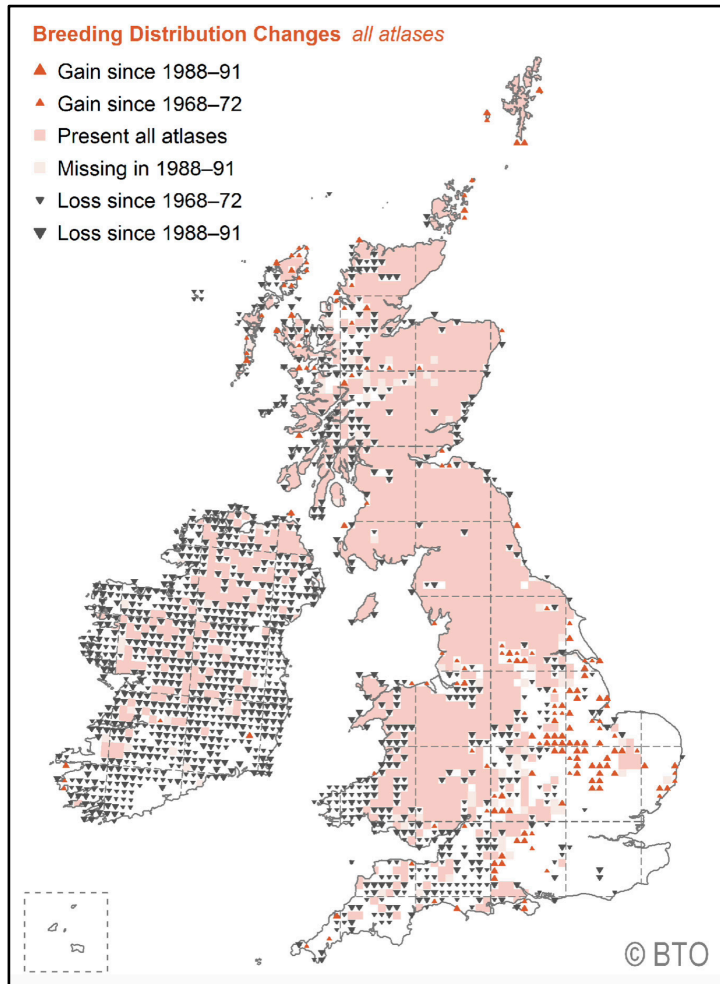 Breeding Distribution Changes all atlases
Gain since 1988–91
Gain since 1968–72
Present all atlases
Missing in 1988–91
Loss since 1968–72
Loss since 1988–91
© BTO